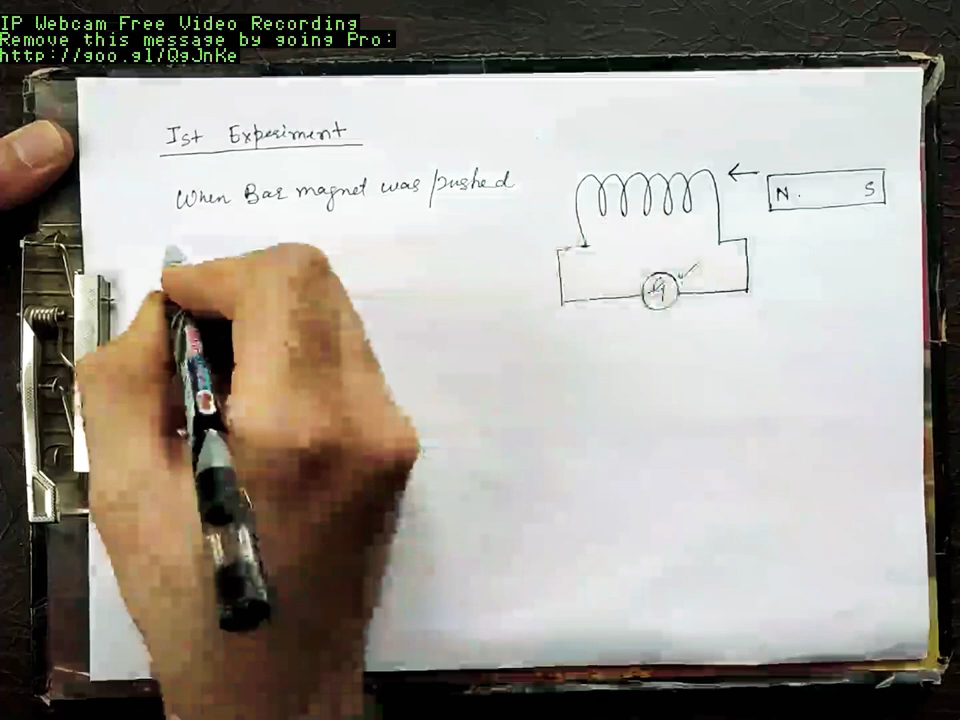 IP Webcam Free Video Recording
Remove this message by going Pro:
http://goo.gl/QgJnKe
Ist Experiment
When Bar magnet was pushed
N. S
G